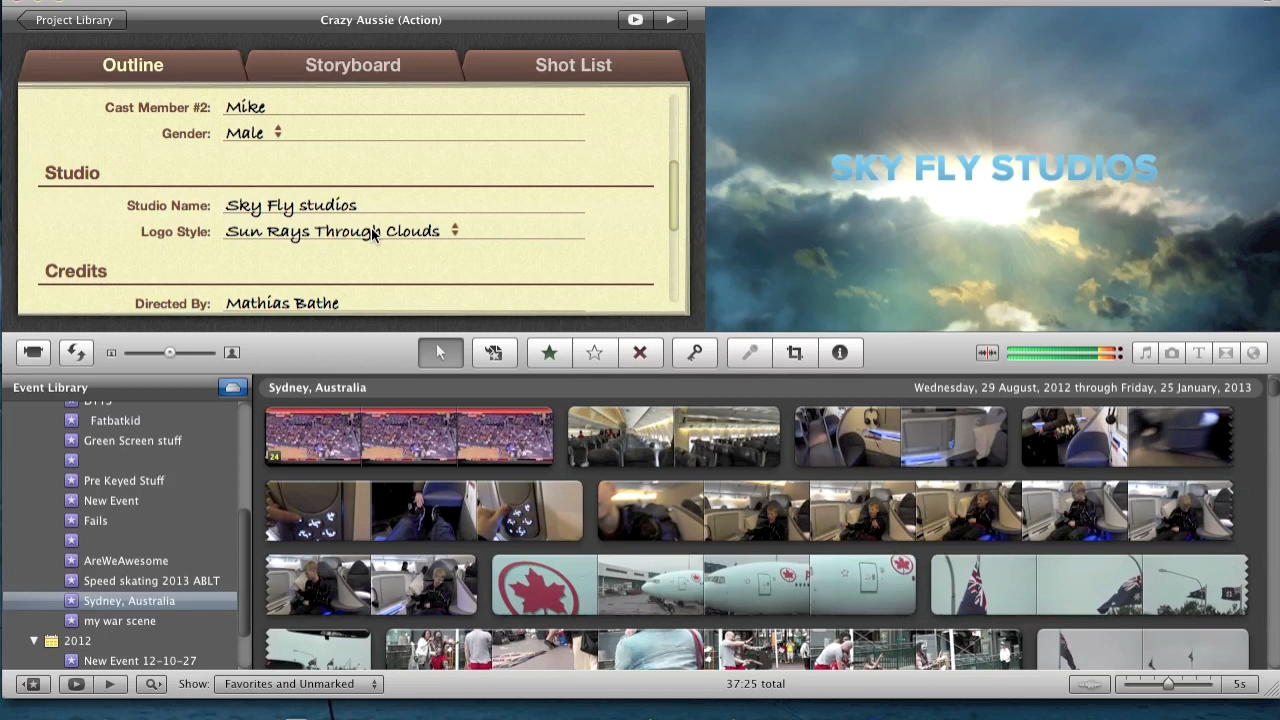 Project Library
Crazy Aussie (Action)
Outline
Storyboard
Shot List
Cast Member #2: Mike
Gender: Male
Studio
Studio Name: Sky Fly studios
Logo Style: Sun Rays Through Clouds
Credits
Directed By: Mathias Bathe
SKY FLY STUDIOS
Event Library
Fatbatkid
Green Screen stuff
Pre Keyed Stuff
New Event
Fails
AreWeAwesome
Speed skating 2013 ABLT
Sydney, Australia
my war scene
2012
New Event 12-10-27
Sydney, Australia
Wednesday, 29 August, 2012 through Friday, 25 January, 2013
24
Show: Favorites and Unmarked
37:25 total
5s